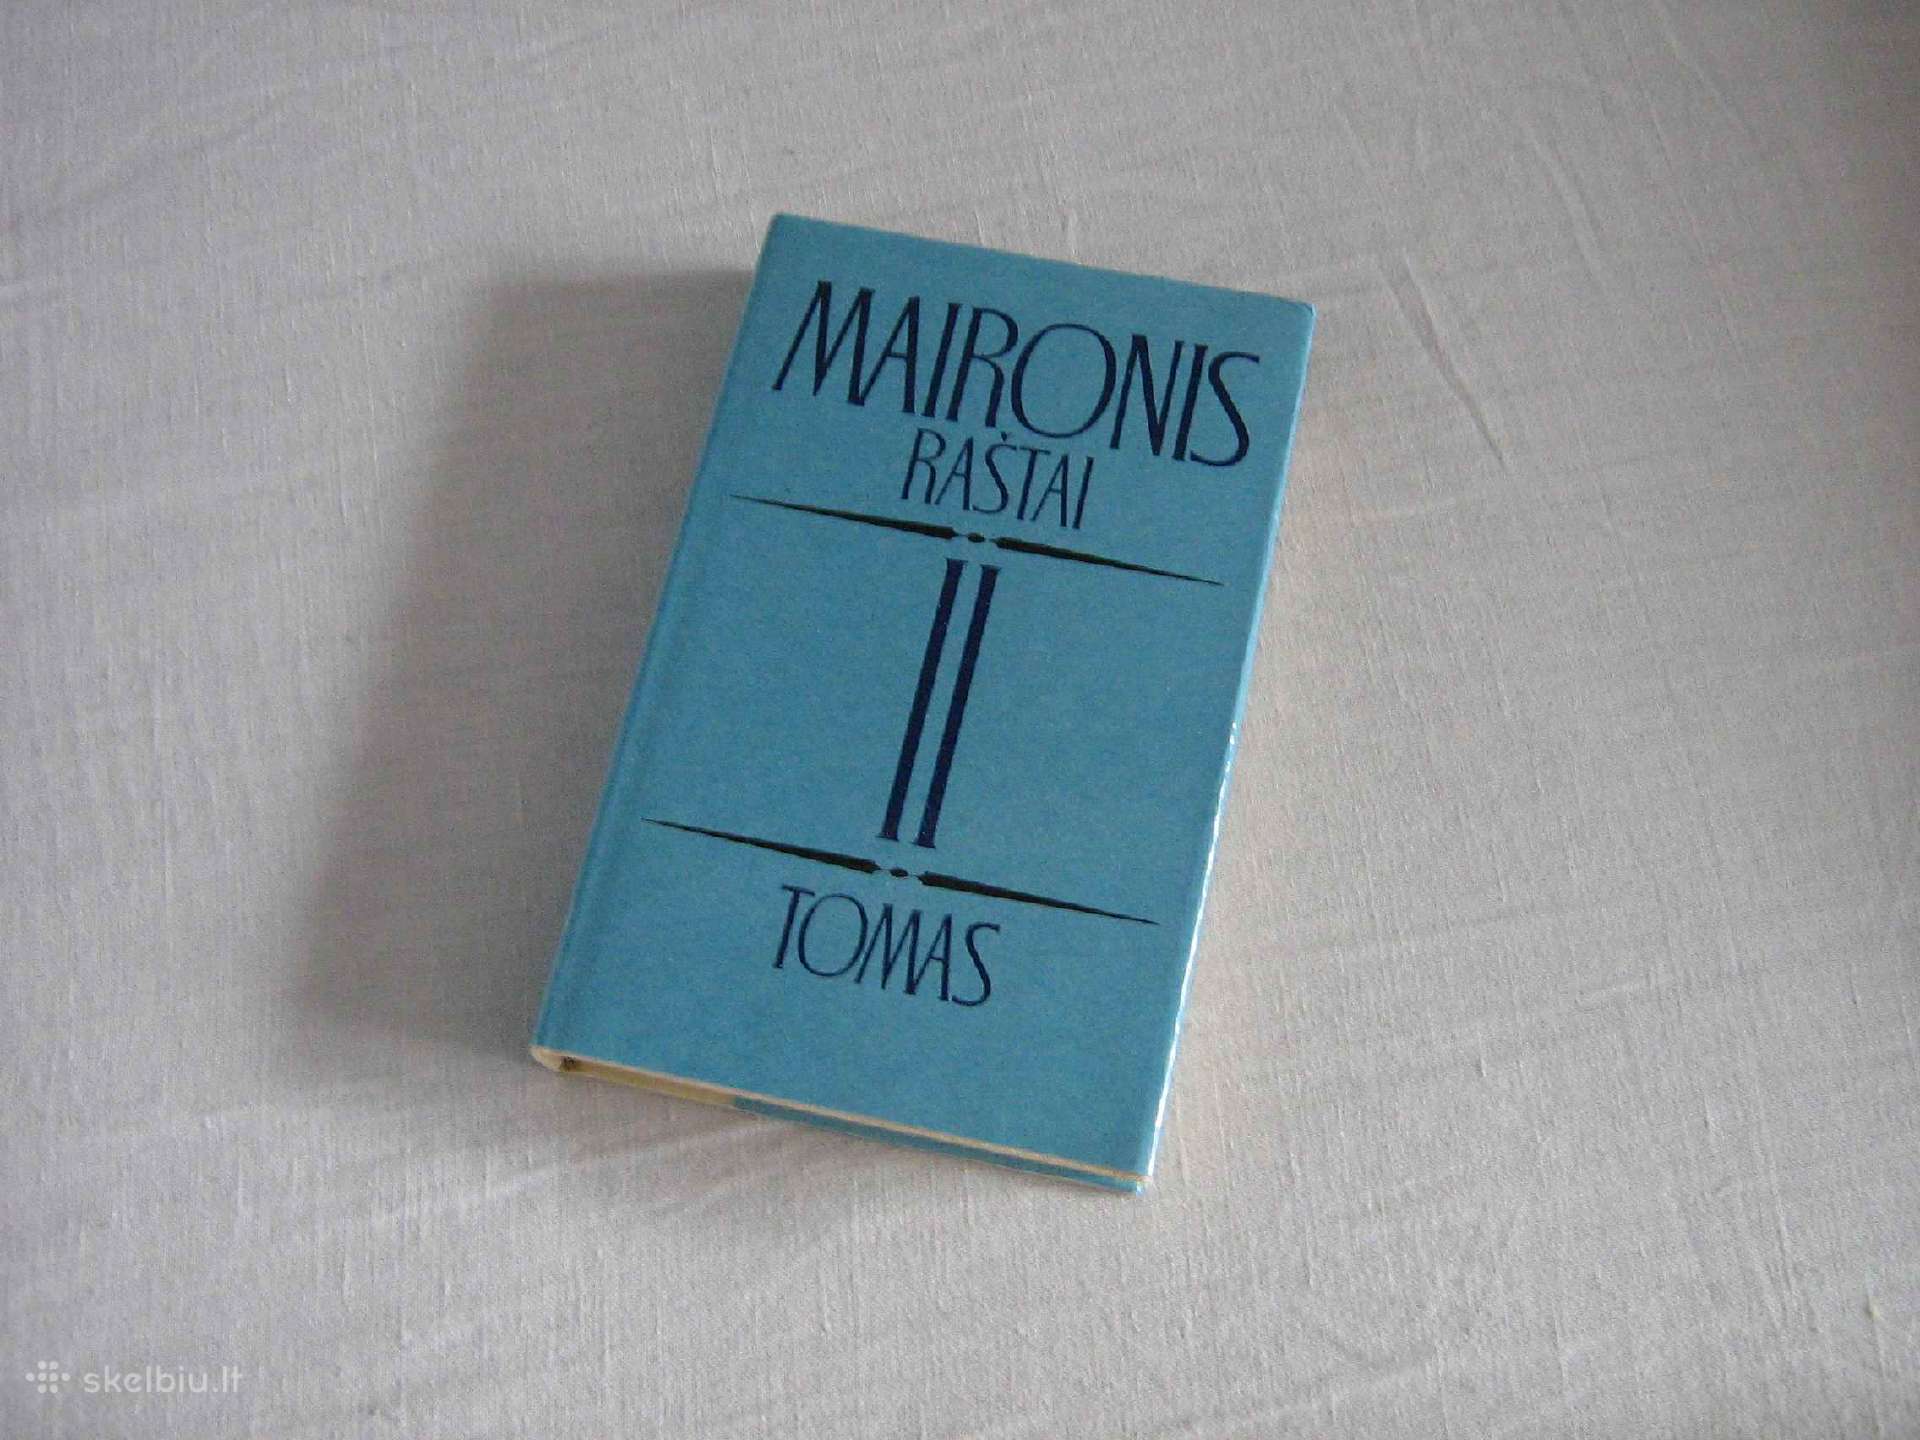 MAIRONIS
RAŠTAI
II
TOMAS
skelbiu.lt